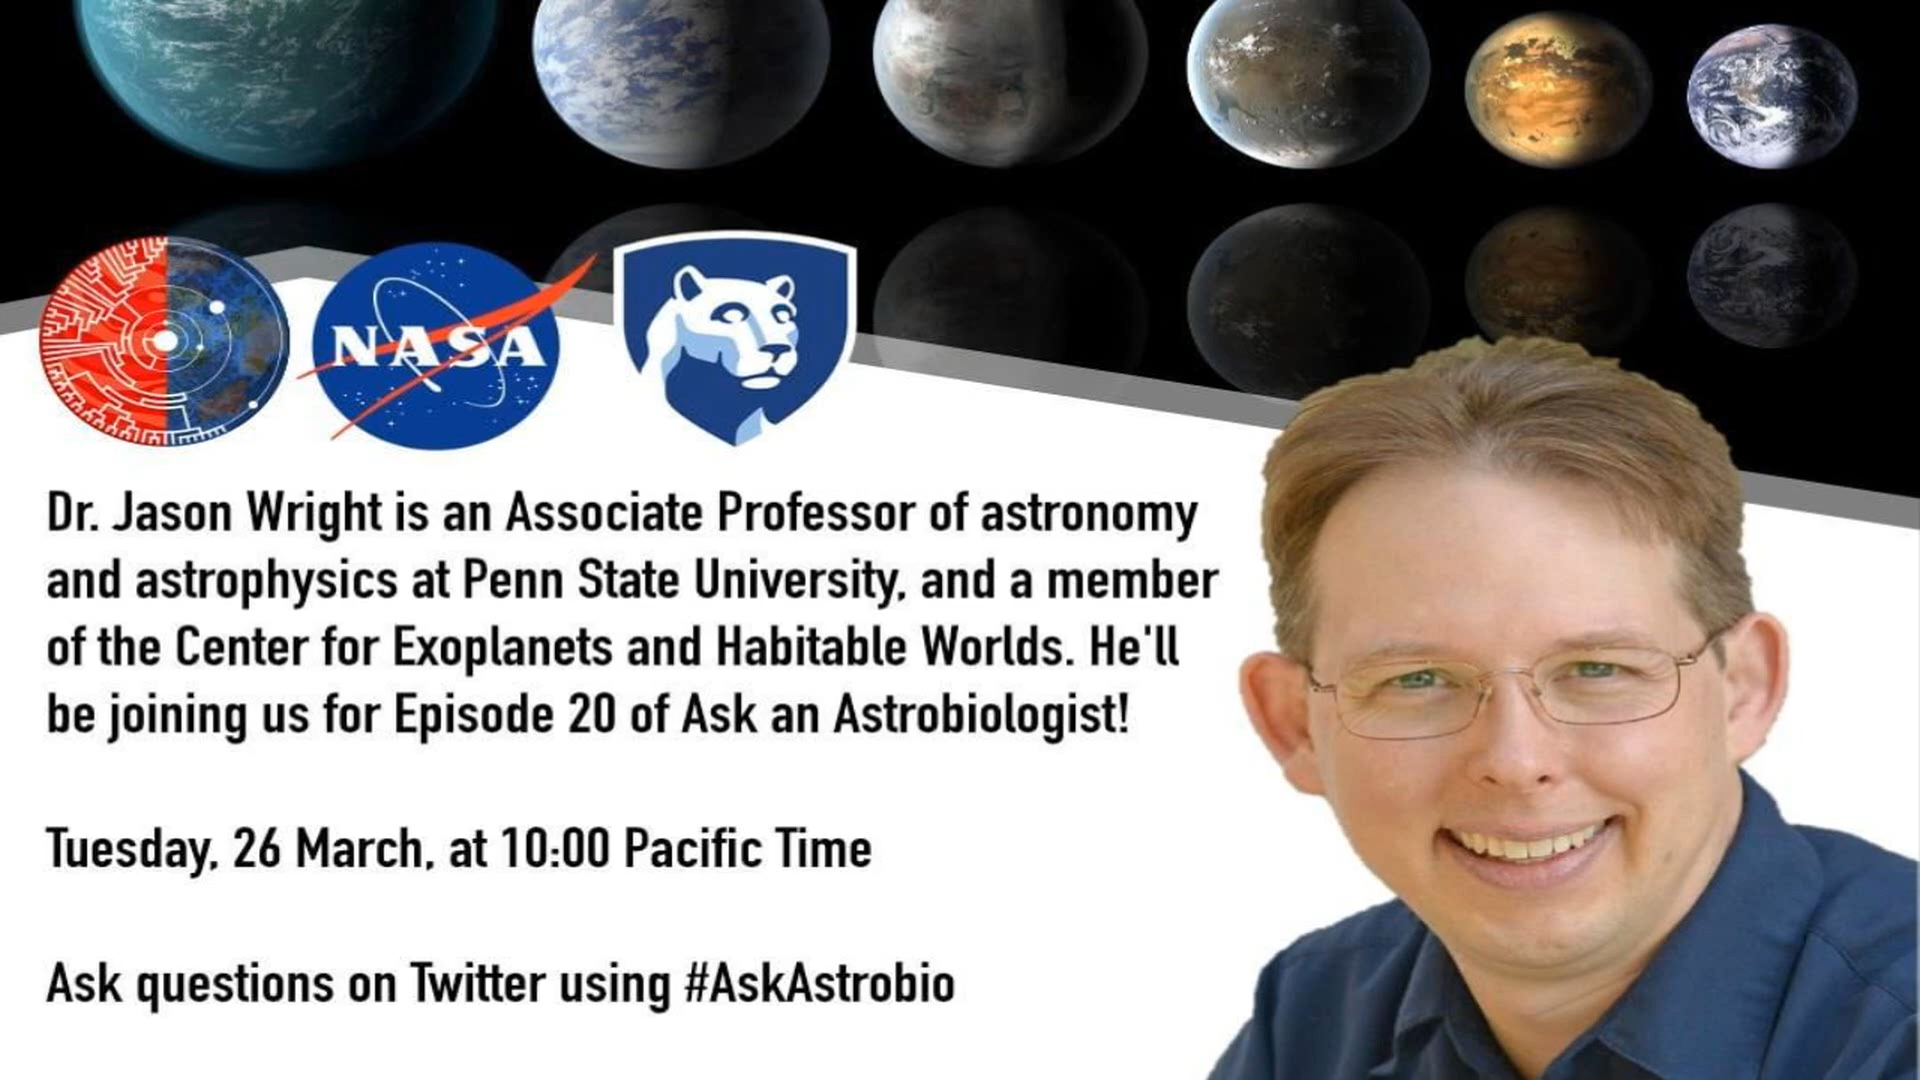 NASA
Dr. Jason Wright is an Associate Professor of astronomy
and astrophysics at Penn State University, and a member
of the Center for Exoplanets and Habitable Worlds. He'll
be joining us for Episode 20 of Ask an Astrobiologist!
Tuesday, 26 March, at 10:00 Pacific Time
Ask questions on Twitter using #AskAstrobio